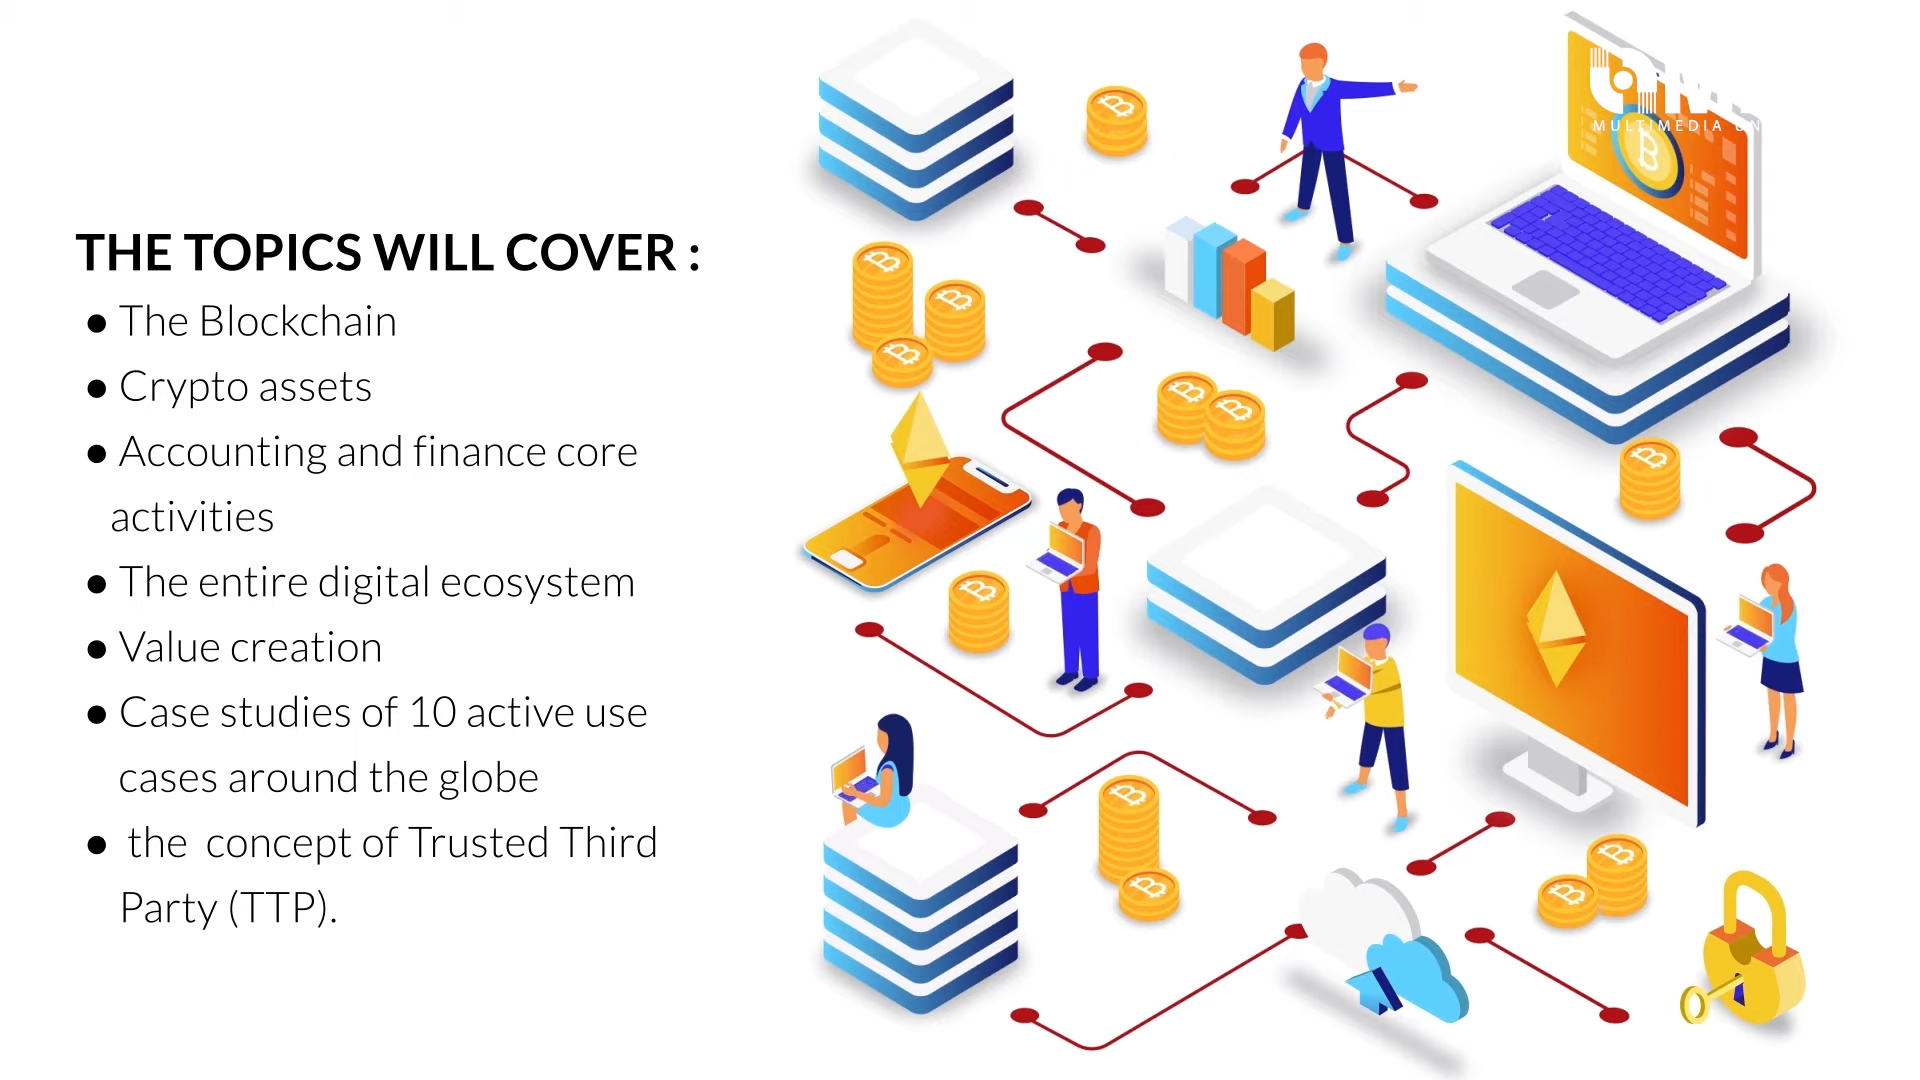 THE TOPICS WILL COVER :
● The Blockchain
● Crypto assets
● Accounting and finance core
activities
● The entire digital ecosystem
● Value creation
● Case studies of 10 active use
cases around the globe
● the concept of Trusted Third
Party (TTP).
MULTIMEDIA UN